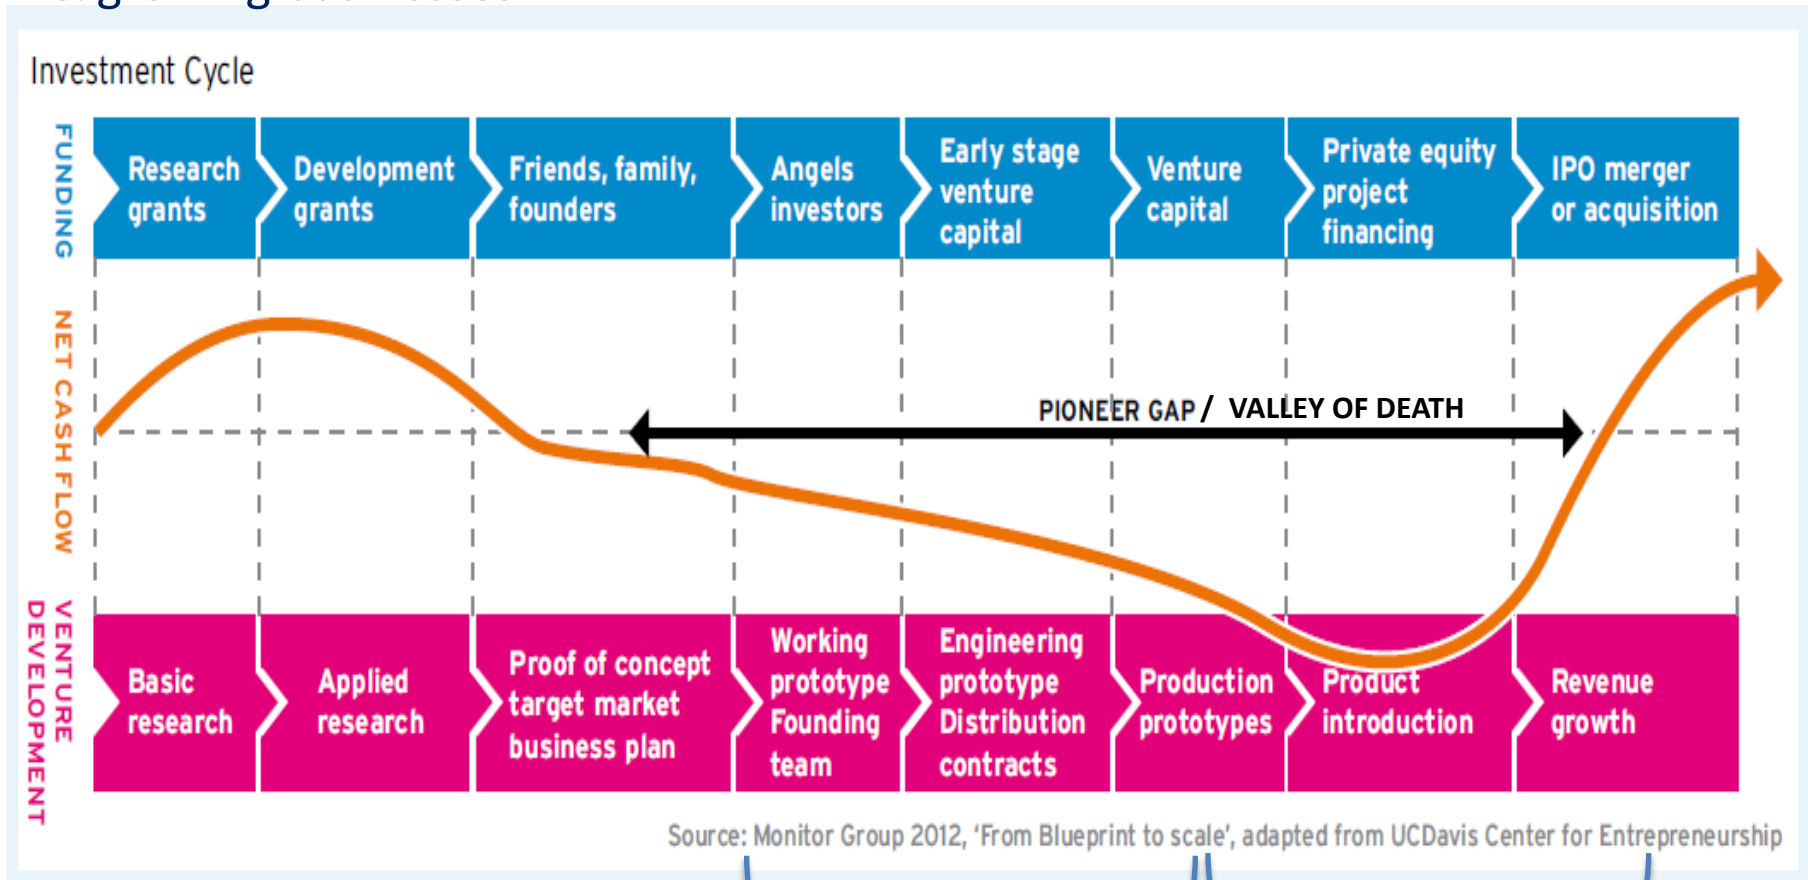 Investment Cycle
FUNDING
Research
grants
Development
grants
Friends, family,
founders
Angels
investors
Early stage
venture
capital
Venture
capital
Private equity
project
financing
IPO merger
or acquisition
NET CASH FLOW
PIONEER GAP / VALLEY OF DEATH
VENTURE
DEVELOPMENT
Basic
research
Applied
research
Proof of concept
target market
business plan
Working
prototype
Founding
team
Engineering
prototype
Distribution
contracts
Production
prototypes
Product
introduction
Revenue
growth
Source: Monitor Group 2012, ‘From Blueprint to scale’, adapted from UCDavis Center for Entrepreneurship